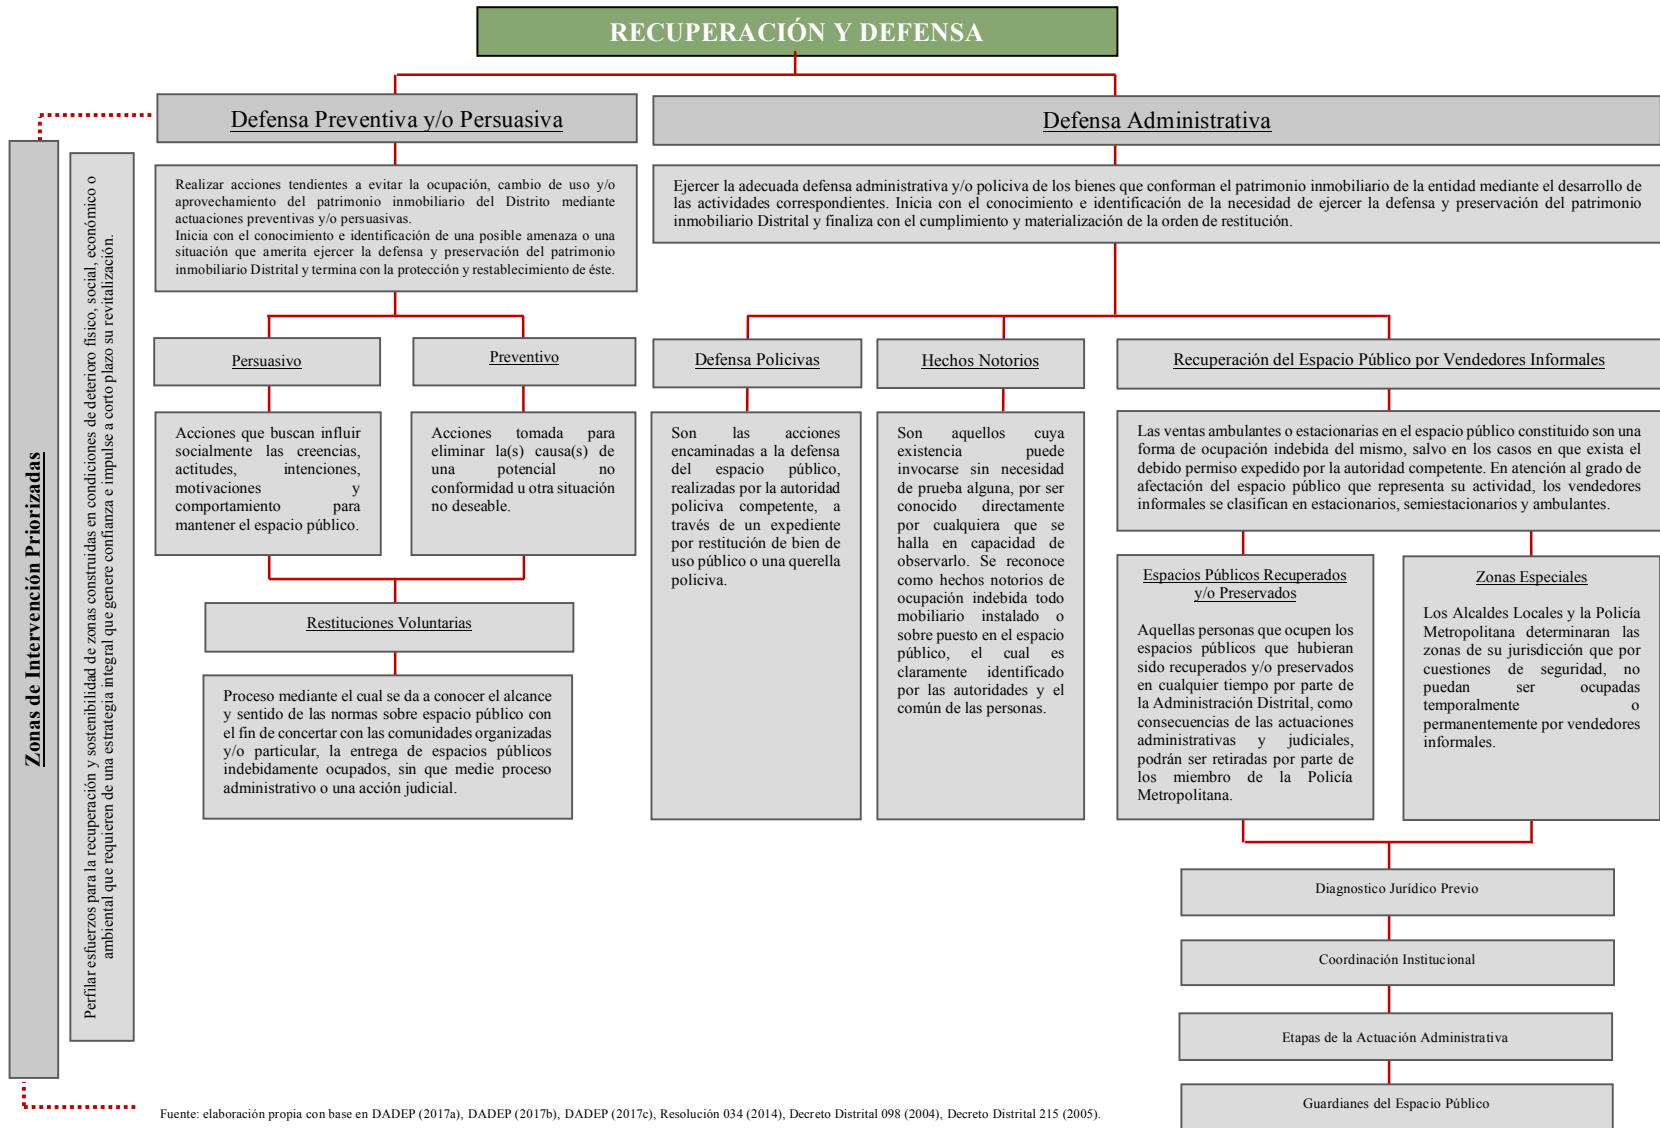 RECUPERACIÓN Y DEFENSA
Defensa Preventiva y/o Persuasiva
Realizar acciones tendientes a evitar la ocupación, cambio de uso y/o
aprovechamiento del patrimonio inmobiliario del Distrito mediante
actuaciones preventivas y/o persuasivas.
Inicia con el conocimiento e identificación de una posible amenaza o una
situación que amerita ejercer la defensa y preservación del patrimonio
inmobiliario Distrital y termina con la protección y restablecimiento de éste.
Persuasivo
Acciones que buscan influir
socialmente las creencias,
actitudes, intenciones,
motivaciones y
comportamiento para
mantener el espacio público.
Preventivo
Acciones tomada para
eliminar la(s) causa(s) de
una potencial no
conformidad u otra situación
no deseable.
Restituciones Voluntarias
Proceso mediante el cual se da a conocer el alcance
y sentido de las normas sobre espacio público con
el fin de concertar con las comunidades organizadas
y/o particular, la entrega de espacios públicos
indebidamente ocupados, sin que medie proceso
administrativo o una acción judicial.
Defensa Administrativa
Ejercer la adecuada defensa administrativa y/o policiva de los bienes que conforman el patrimonio inmobiliario de la entidad mediante el desarrollo de
las actividades correspondientes. Inicia con el conocimiento e identificación de la necesidad de ejercer la defensa y preservación del patrimonio
inmobiliario Distrital y finaliza con el cumplimiento y materialización de la orden de restitución.
Defensa Policivas
Son las acciones
encaminadas a la defensa
del espacio público,
realizadas por la autoridad
policiva competente, a
través de un expediente
por restitución de bien de
uso público o una querella
policiva.
Hechos Notorios
Son aquellos cuya
existencia puede
invocarse sin necesidad
de prueba alguna, por ser
conocido directamente
por cualquiera que se
halla en capacidad de
observarlo. Se reconoce
como hechos notorios de
ocupación indebida todo
mobiliario instalado o
sobre puesto en el espacio
público, el cual es
claramente identificado
por las autoridades y el
común de las personas.
Recuperación del Espacio Público por Vendedores Informales
Las ventas ambulantes o estacionarias en el espacio público constituido son una
forma de ocupación indebida del mismo, salvo en los casos en que exista el
debido permiso expedido por la autoridad competente. En atención al grado de
afectación del espacio público que representa su actividad, los vendedores
informales se clasifican en estacionarios, semiestacionarios y ambulantes.
Espacios Públicos Recuperados
y/o Preservados
Aquellas personas que ocupen los
espacios públicos que hubieran
sido recuperados y/o preservados
en cualquier tiempo por parte de
la Administración Distrital, como
consecuencias de las actuaciones
administrativas y judiciales,
podrán ser retiradas por parte de
los miembro de la Policía
Metropolitana.
Zonas Especiales
Los Alcaldes Locales y la Policía
Metropolitana determinaran las
zonas de su jurisdicción que por
cuestiones de seguridad, no
puedan ser ocupadas
temporalmente o
permanentemente por vendedores
informales.
Diagnostico Jurídico Previo
Coordinación Institucional
Etapas de la Actuación Administrativa
Guardianes del Espacio Público
Zonas de Intervención Priorizadas
Perfilar esfuerzos para la recuperación y sostenibilidad de zonas construidas en condiciones de deterioro físico, social, económico o
ambiental que requieren de una estrategia integral que genere confianza e impulse a corto plazo su revitalización.
Fuente: elaboración propia con base en DADEP (2017a), DADEP (2017b), DADEP (2017c), Resolución 034 (2014), Decreto Distrital 098 (2004), Decreto Distrital 215 (2005).